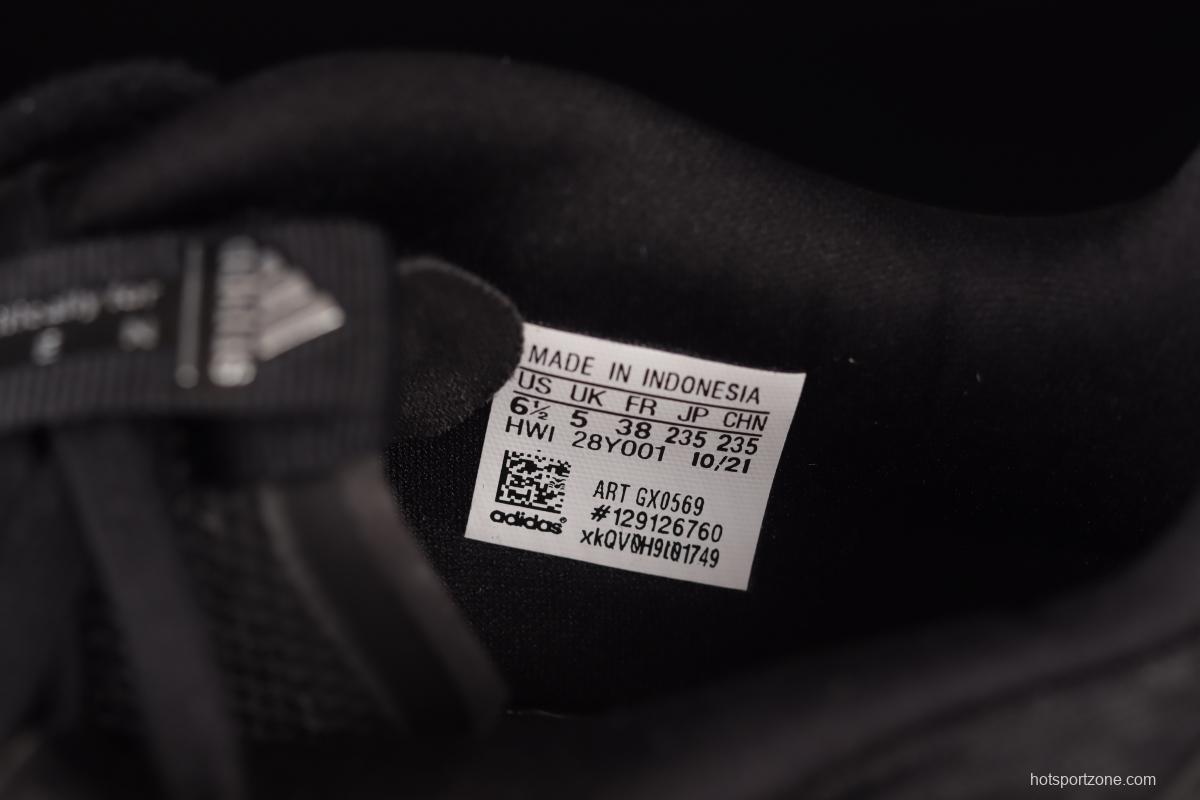 MADE IN INDONESIA
US UK FR JP CHN
6½ 5 38 235 235
HWI 28Y001 10/21
ART GX0569
#129126760
adidas
adidas
hotsportzone.com